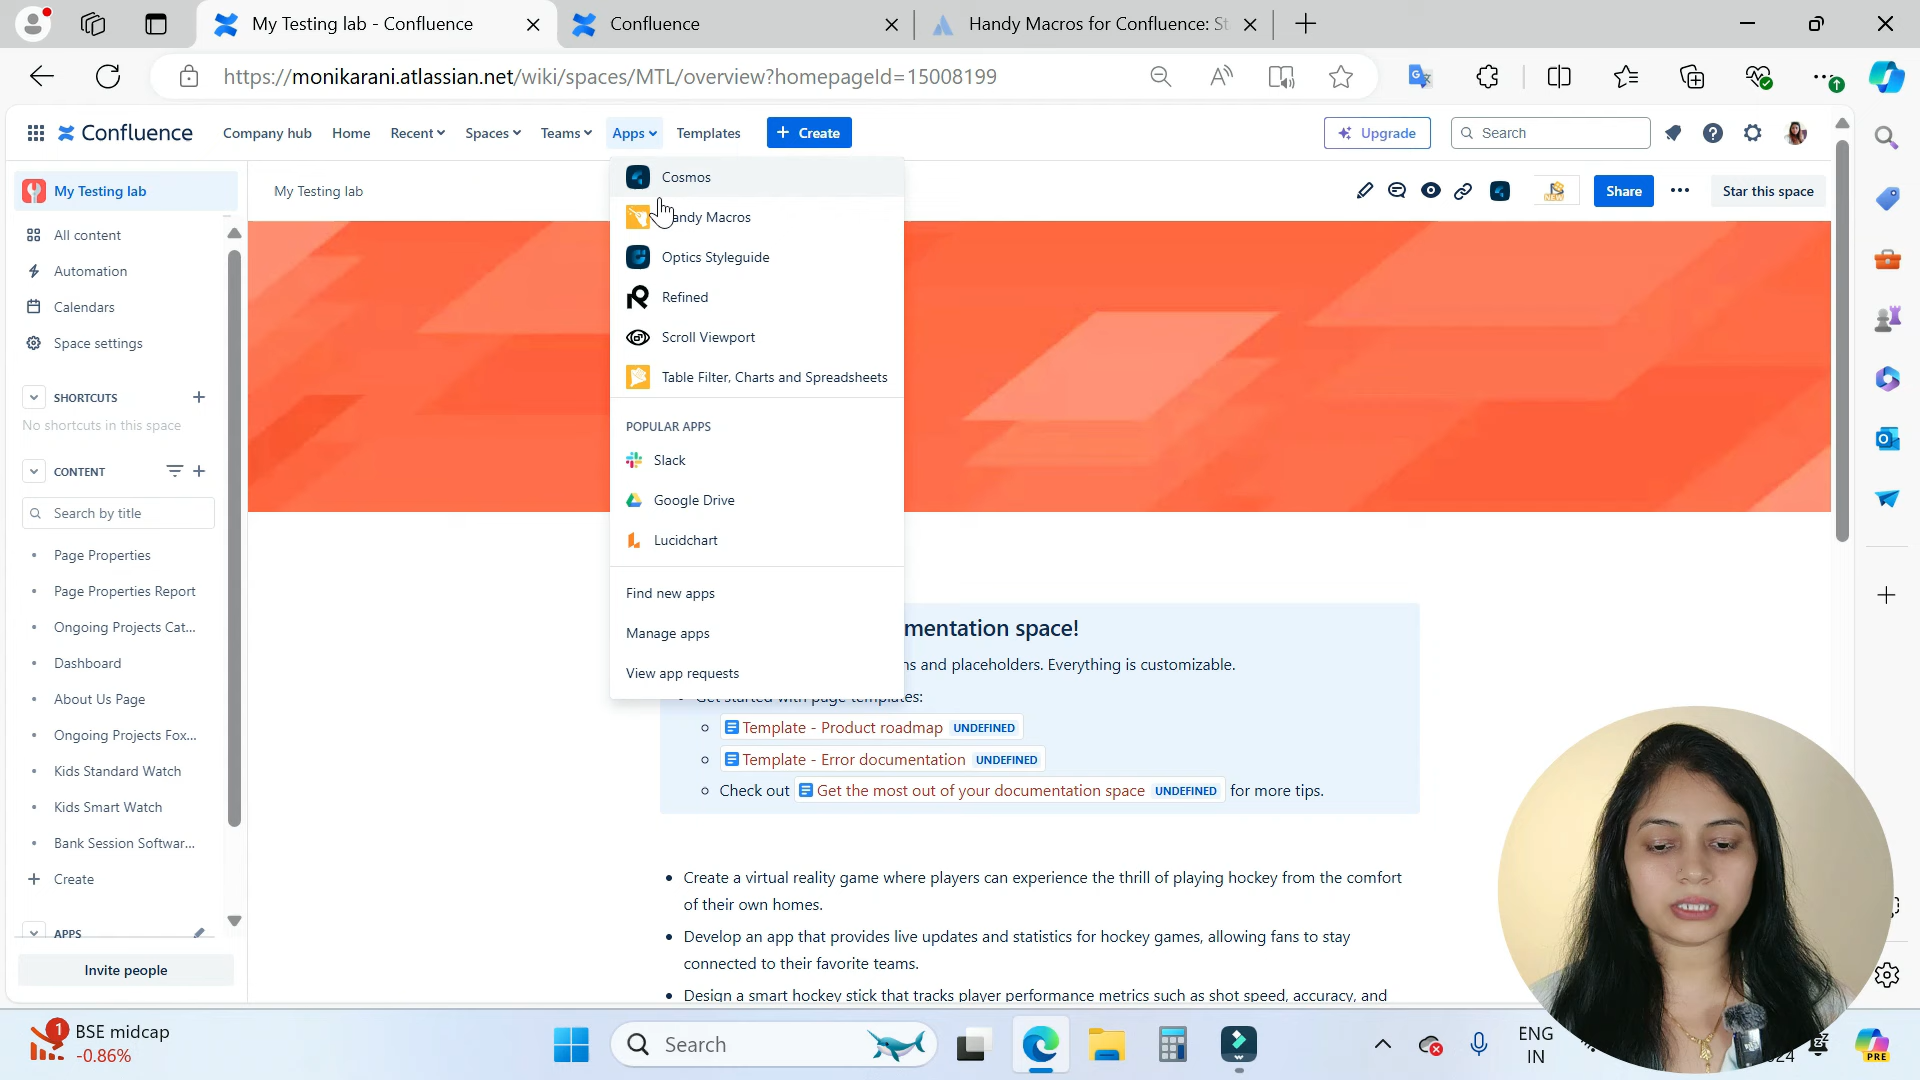 My Testing lab - Confluence
Confluence
Handy Macros for Confluence: St
https://monikarani.atlassian.net/wiki/spaces/MTL/overview?homepageId=15008199
Confluence
Company hub
Home
Recent
Spaces
Teams
Apps
Templates
+ Create
Upgrade
Search
My Testing lab
All content
Automation
Calendars
Space settings
SHORTCUTS
No shortcuts in this space
CONTENT
Search by title
Page Properties
Page Properties Report
Ongoing Projects Cat...
Dashboard
About Us Page
Ongoing Projects Fox...
Kids Standard Watch
Kids Smart Watch
Bank Session Softwar...
Create
APPS
Invite people
My Testing lab
NEW
Share
Star this space
Cosmos
andy Macros
Optics Styleguide
Refined
Scroll Viewport
Table Filter, Charts and Spreadsheets
POPULAR APPS
Slack
Google Drive
Lucidchart
Find new apps
Manage apps
View app requests
mentation space!
ns and placeholders. Everything is customizable.
Get started with page templates:
Template - Product roadmap UNDEFINED
Template - Error documentation UNDEFINED
Check out Get the most out of your documentation space UNDEFINED for more tips.
• Create a virtual reality game where players can experience the thrill of playing hockey from the comfort
of their own homes.
• Develop an app that provides live updates and statistics for hockey games, allowing fans to stay
connected to their favorite teams.
• Design a smart hockey stick that tracks player performance metrics such as shot speed, accuracy, and
1
BSE midcap
-0.86%
Search
ENG
IN
24
PRE